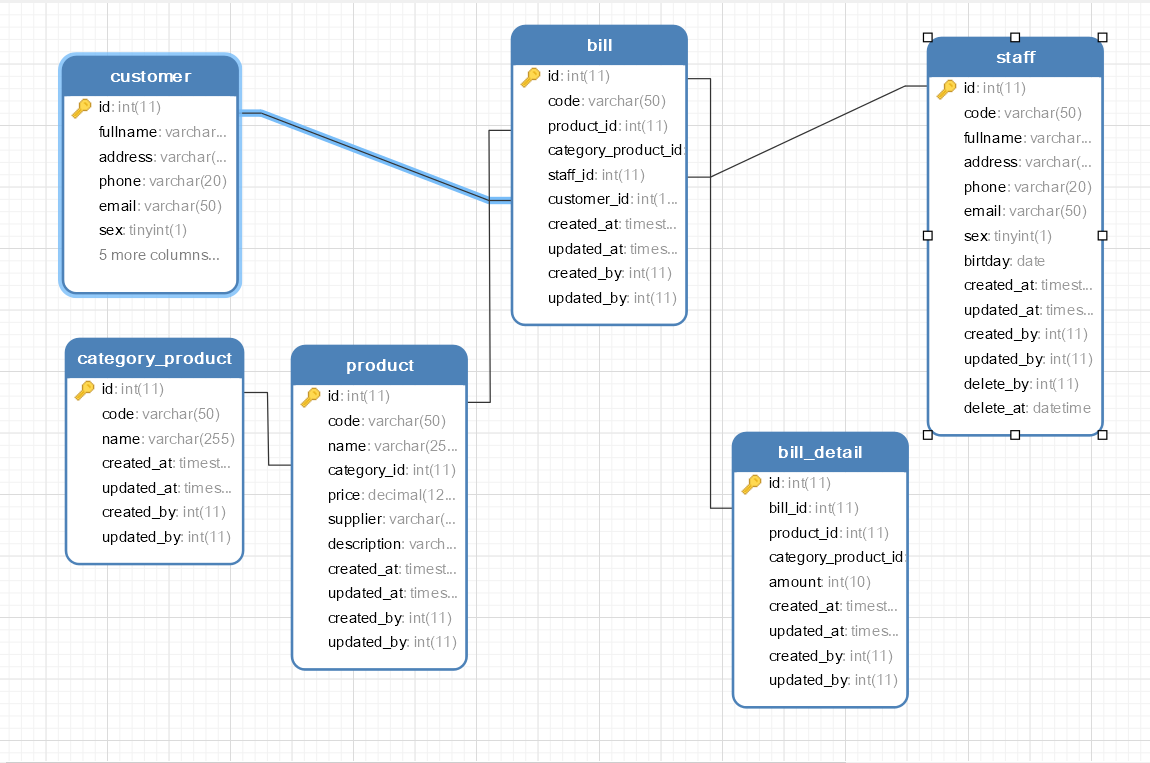 customer
id: int(11)
fullname: varchar...
address: varchar(...
phone: varchar(20)
email: varchar(50)
sex: tinyint(1)
5 more columns...
bill
id: int(11)
code: varchar(50)
product_id: int(11)
category_product_id:
staff_id: int(11)
customer_id: int(1...
created_at: timest...
updated_at: times...
created_by: int(11)
updated_by: int(11)
staff
id: int(11)
code: varchar(50)
fullname: varchar...
address: varchar(...
phone: varchar(20)
email: varchar(50)
sex: tinyint(1)
birtday: date
created_at: timest...
updated_at: times...
created_by: int(11)
updated_by: int(11)
delete_by: int(11)
delete_at: datetime
category_product
id: int(11)
code: varchar(50)
name: varchar(255)
created_at: timest...
updated_at: times...
created_by: int(11)
updated_by: int(11)
product
id: int(11)
code: varchar(50)
name: varchar(25...
category_id: int(11)
price: decimal(12...
supplier: varchar(...
description: varch...
created_at: timest...
updated_at: times...
created_by: int(11)
updated_by: int(11)
bill_detail
id: int(11)
bill_id: int(11)
product_id: int(11)
category_product_id:
amount: int(10)
created_at: timest...
updated_at: times...
created_by: int(11)
updated_by: int(11)